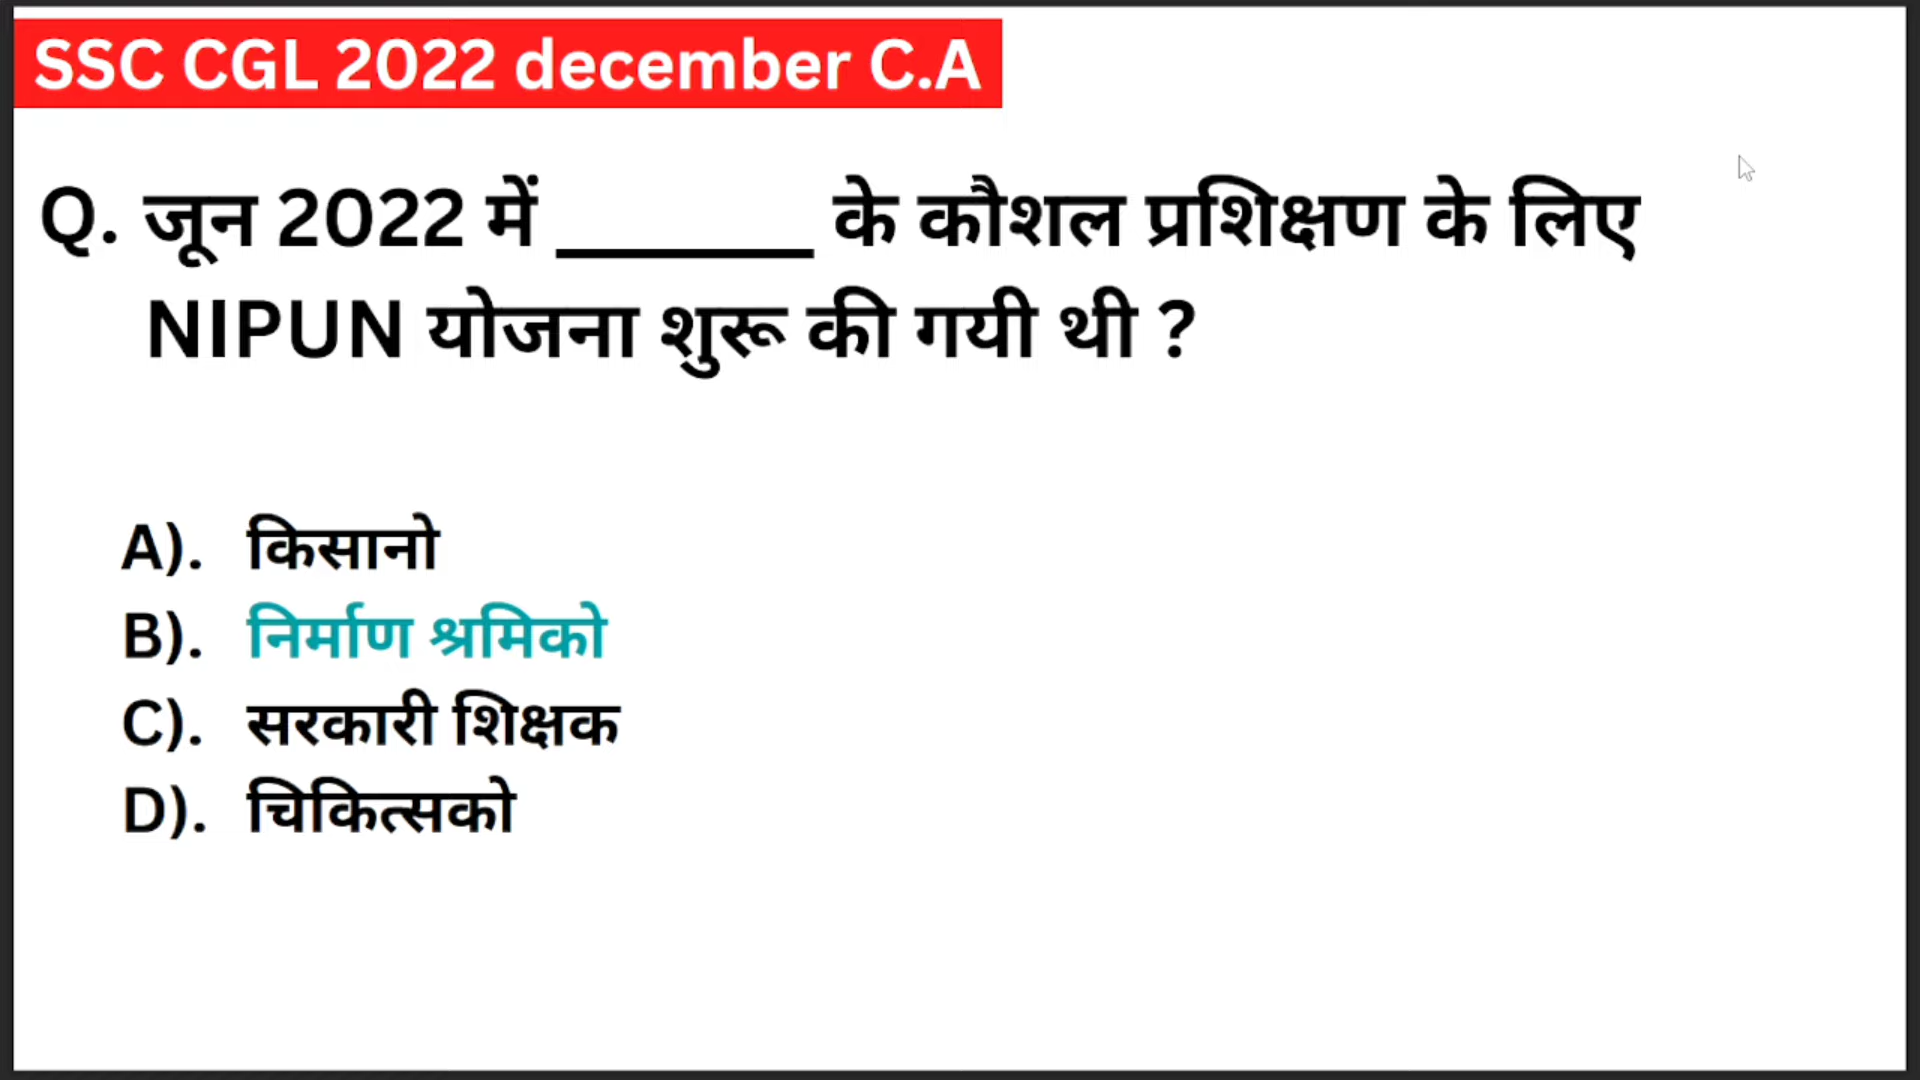 SSC CGL 2022 december C.A
Q. जून 2022 में ______ के कौशल प्रशिक्षण के लिए
NIPUN योजना शुरू की गयी थी ?
A). किसानो
B). निर्माण श्रमिको
C). सरकारी शिक्षक
D). चिकित्सको